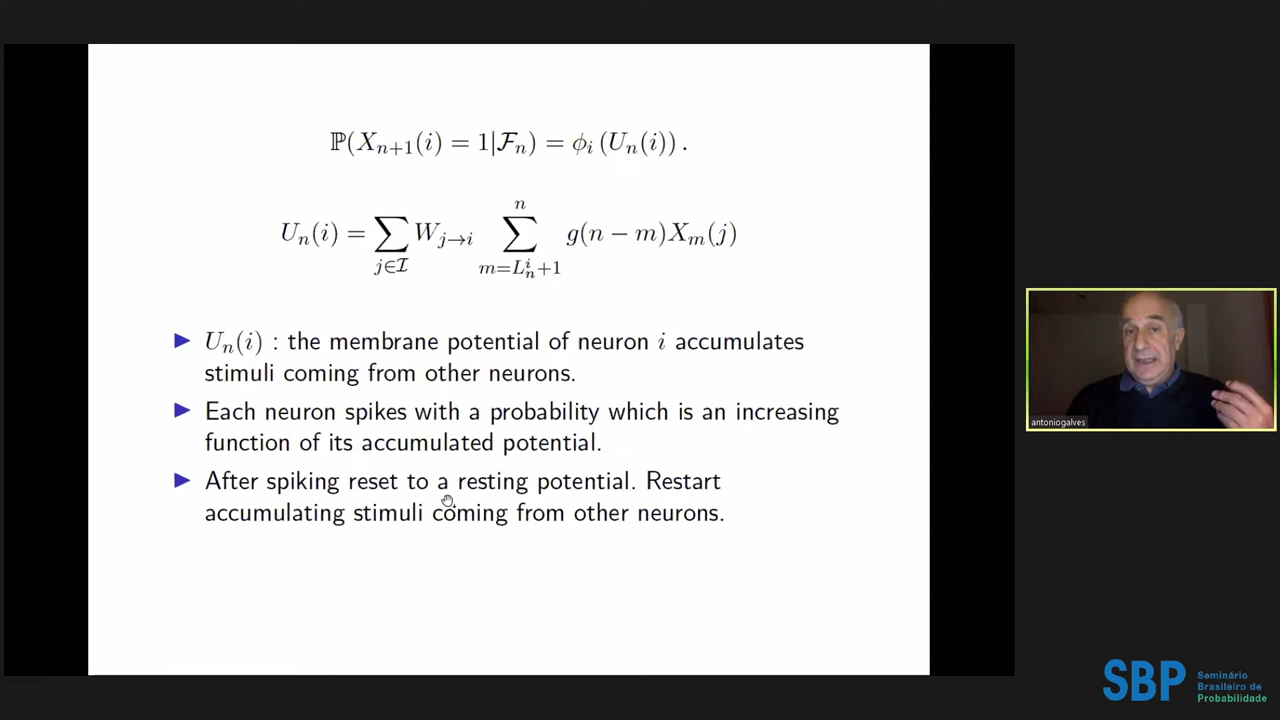 ℙ(X_{n+1}(i) = 1|ℱ_n) = ϕ_i (U_n(i)) .
U_n(i) = ∑_{j∈ℐ} W_{j→i} ∑_{m=L_n^i+1}^{n} g(n − m)X_m(j)
▶ U_n(i) : the membrane potential of neuron i accumulates
stimuli coming from other neurons.
▶ Each neuron spikes with a probability which is an increasing
function of its accumulated potential.
▶ After spiking reset to a resting potential. Restart
accumulating stimuli coming from other neurons.
antoniogalves
SBP
Seminário
Brasileiro de
Probabilidade